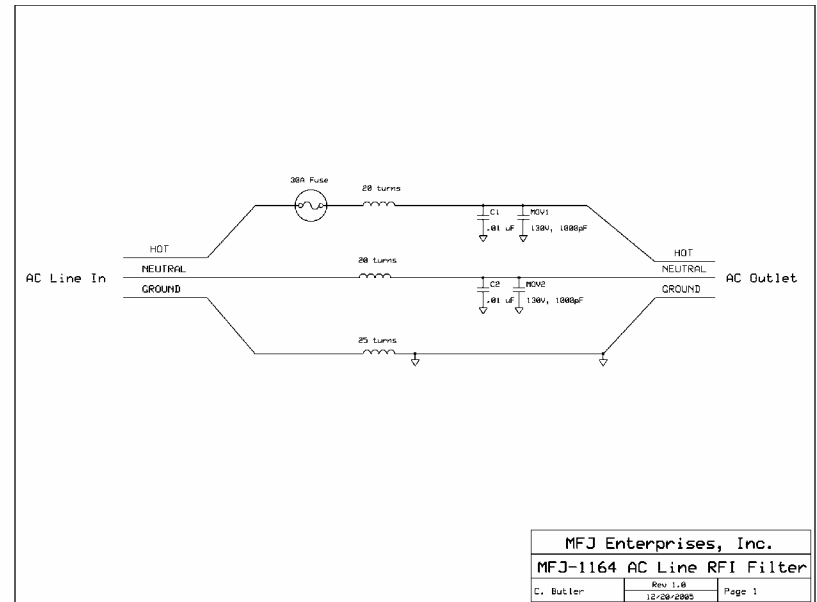 30A Fuse
20 turns
C1
MOV1
.01 uF
130V, 1000pF
HOT
HOT
20 turns
NEUTRAL
NEUTRAL
AC Line In
AC Outlet
C2
MOV2
GROUND
GROUND
.01 uF
130V, 1000pF
25 turns
MFJ Enterprises, Inc.
MFJ-1164 AC Line RFI Filter
C. Butler
Rev 1.0
12/20/2005
Page 1